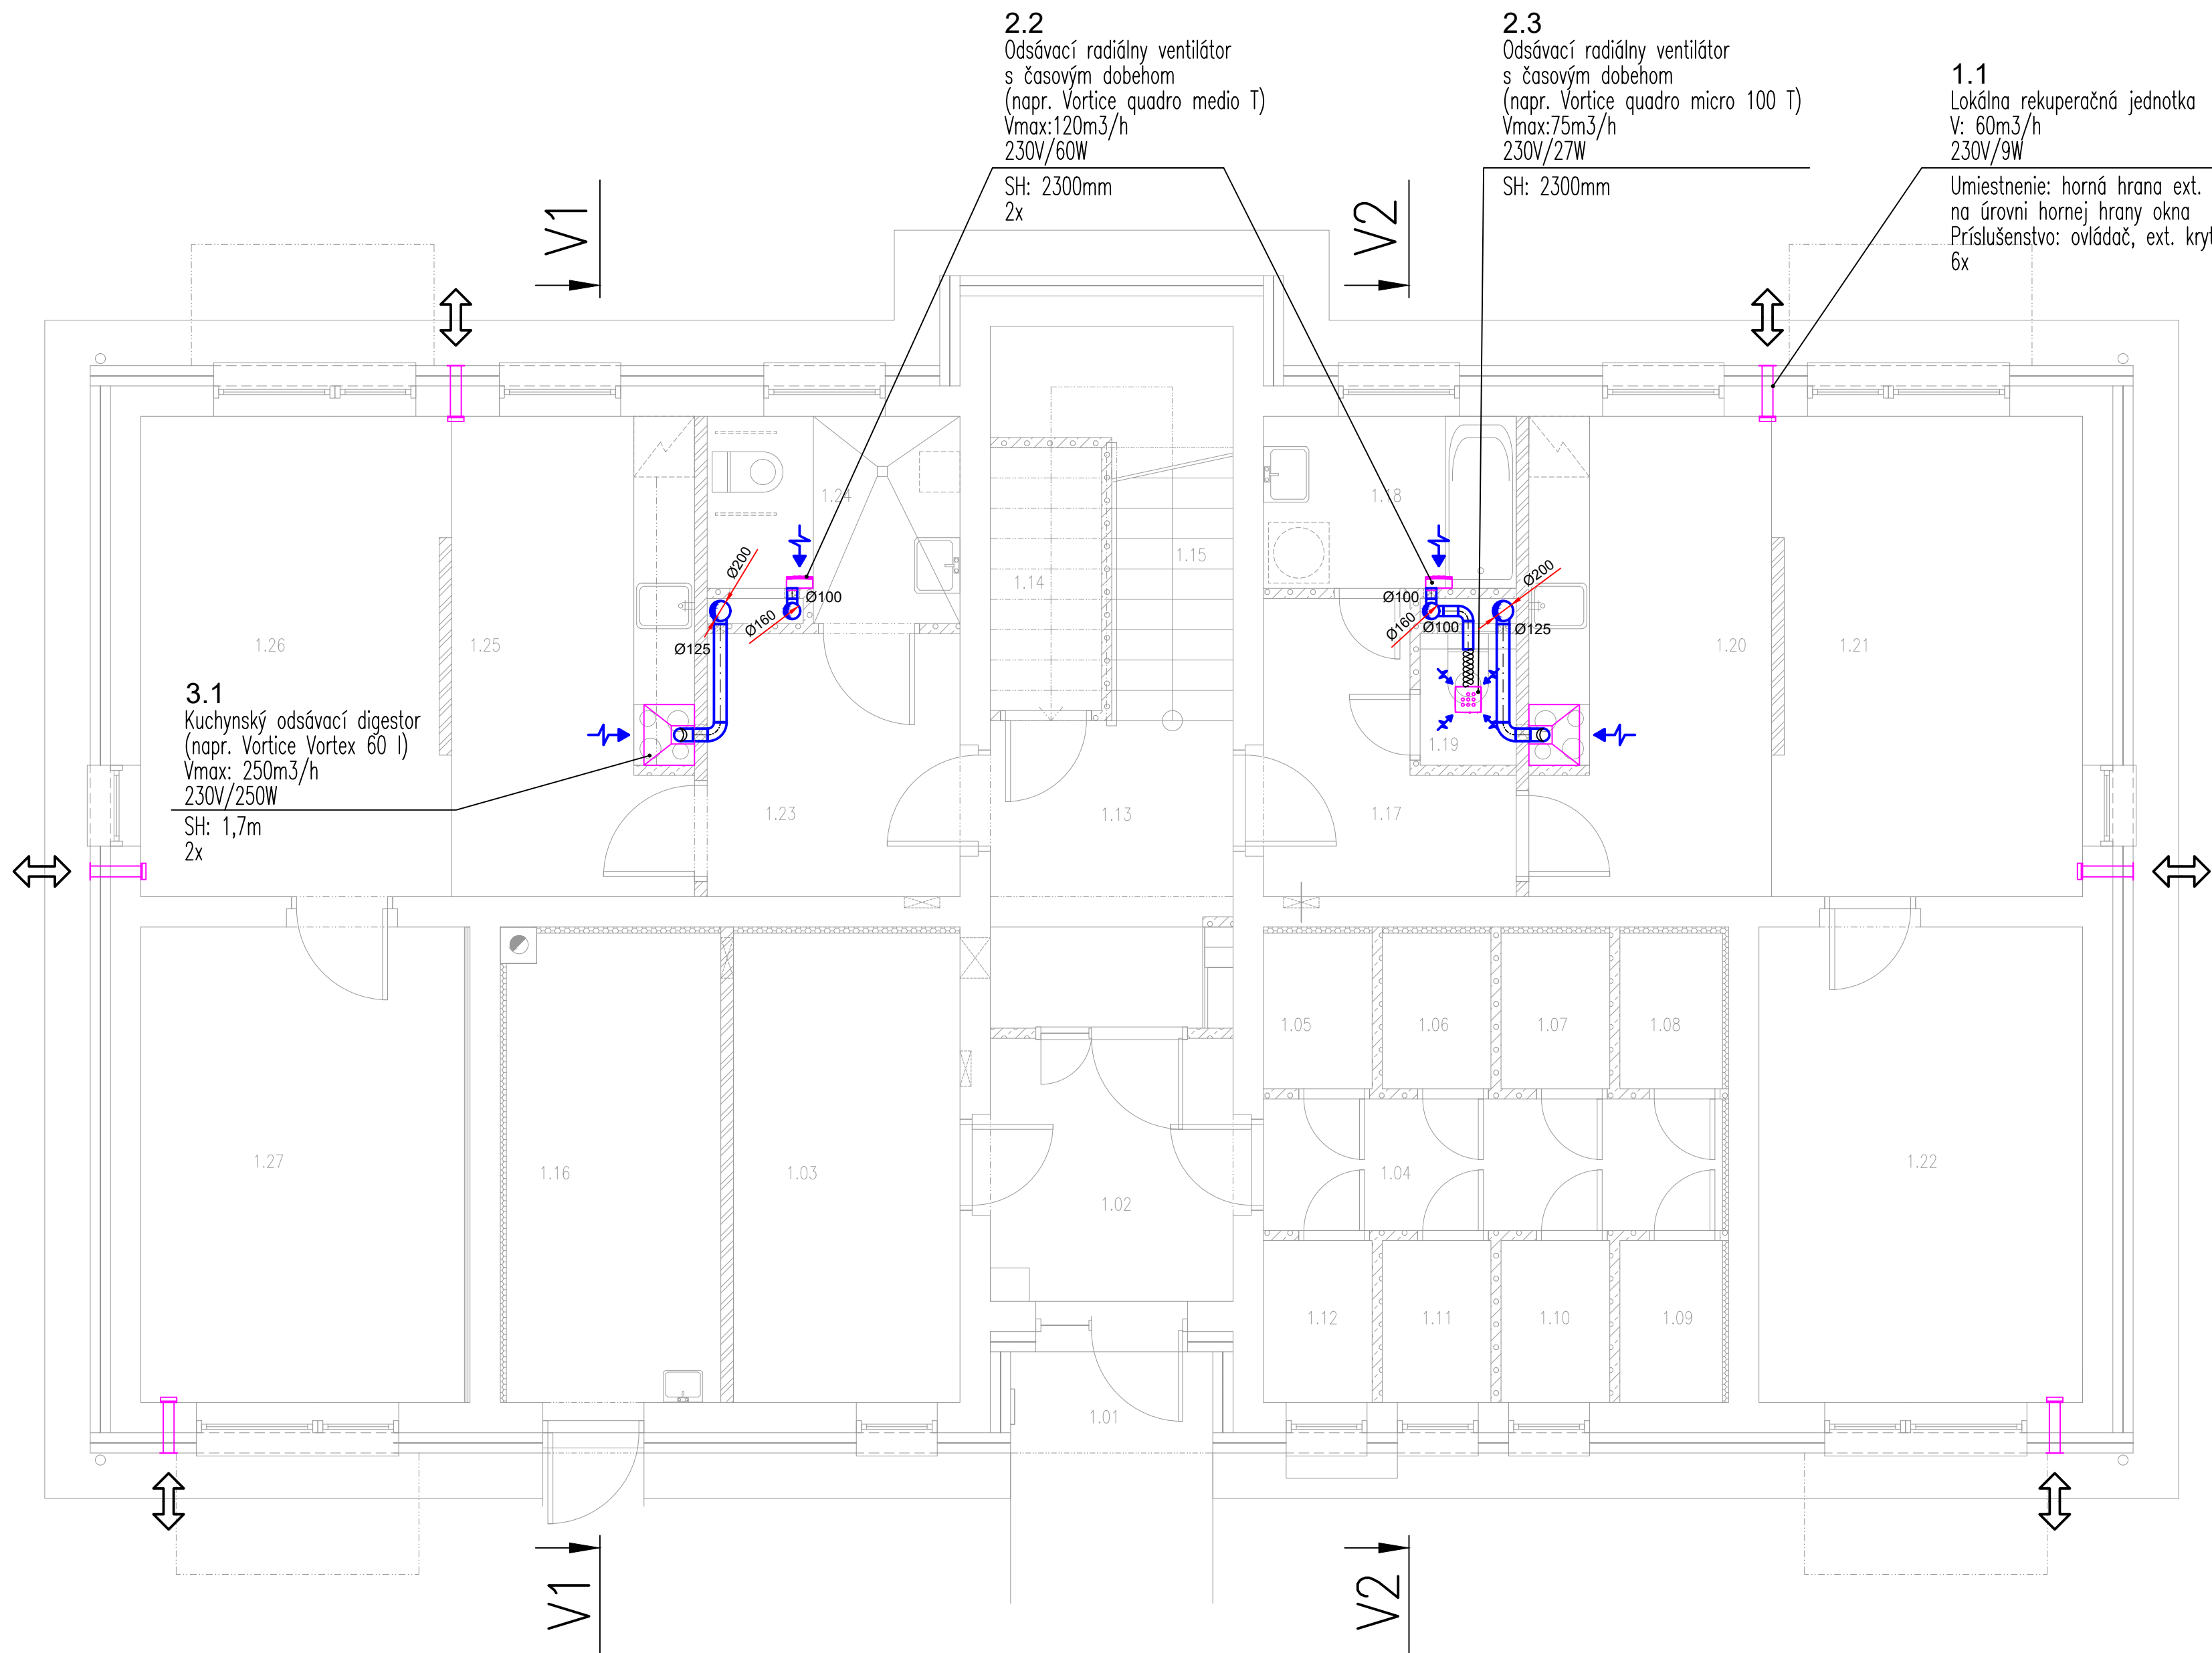 2.2
Odsávací radiálny ventilátor
s časovým dobehom
(napr. Vortice quadro medio T)
Vmax:120m3/h
230V/60W
SH: 2300mm
2x
2.3
Odsávací radiálny ventilátor
s časovým dobehom
(napr. Vortice quadro micro 100 T)
Vmax:75m3/h
230V/27W
SH: 2300mm
1.1
Lokálna rekuperačná jednotka
V: 60m3/h
230V/9W
Umiestnenie: horná hrana ext.
na úrovni hornej hrany okna
Príslušenstvo: ovládač, ext. kryt
6x
V1
V2
1.24
1.18
1.15
1.14
Ø200
Ø100
Ø160
Ø125
Ø200
Ø100
Ø160
Ø100
Ø125
1.26
1.25
1.20
1.21
3.1
Kuchynský odsávací digestor
(napr. Vortice Vortex 60 I)
Vmax: 250m3/h
230V/250W
SH: 1,7m
2x
1.19
1.23
1.13
1.17
1.05
1.06
1.07
1.08
1.27
1.16
1.03
1.04
1.22
1.02
1.12
1.11
1.10
1.09
1.01
V1
V2